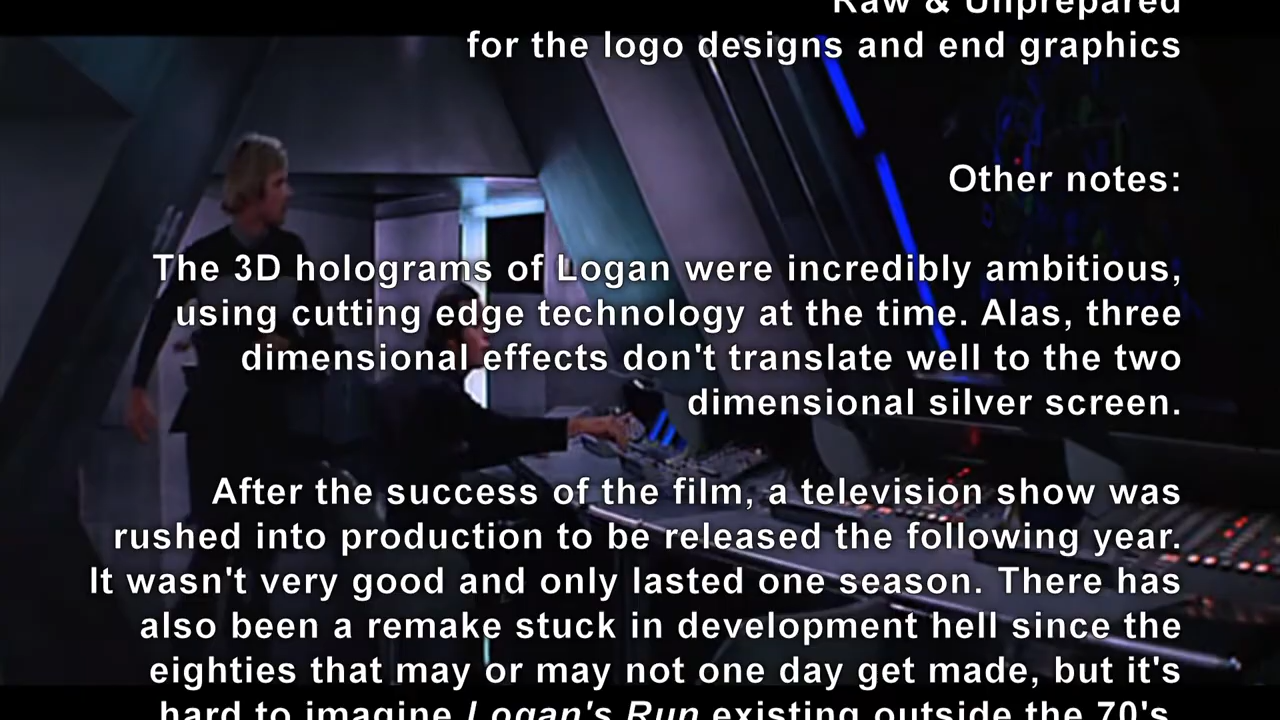 Raw & Unprepared
for the logo designs and end graphics
Other notes:
The 3D holograms of Logan were incredibly ambitious,
using cutting edge technology at the time. Alas, three
dimensional effects don't translate well to the two
dimensional silver screen.
After the success of the film, a television show was
rushed into production to be released the following year.
It wasn't very good and only lasted one season. There has
also been a remake stuck in development hell since the
eighties that may or may not one day get made, but it's
hard to imagine Logan's Run existing outside the 70's.